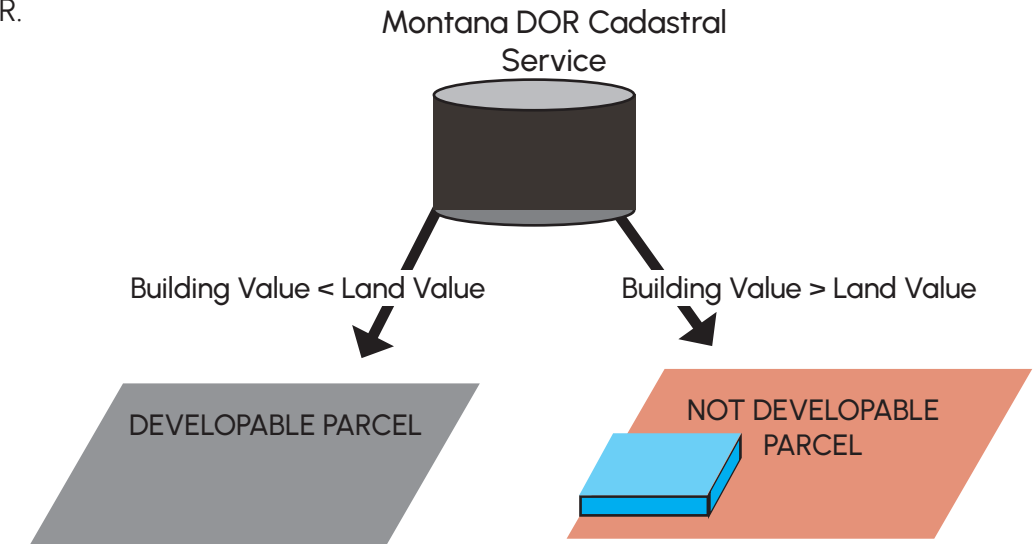 R.
Montana DOR Cadastral
Service
Building Value < Land Value
Building Value > Land Value
DEVELOPABLE PARCEL
NOT DEVELOPABLE
PARCEL